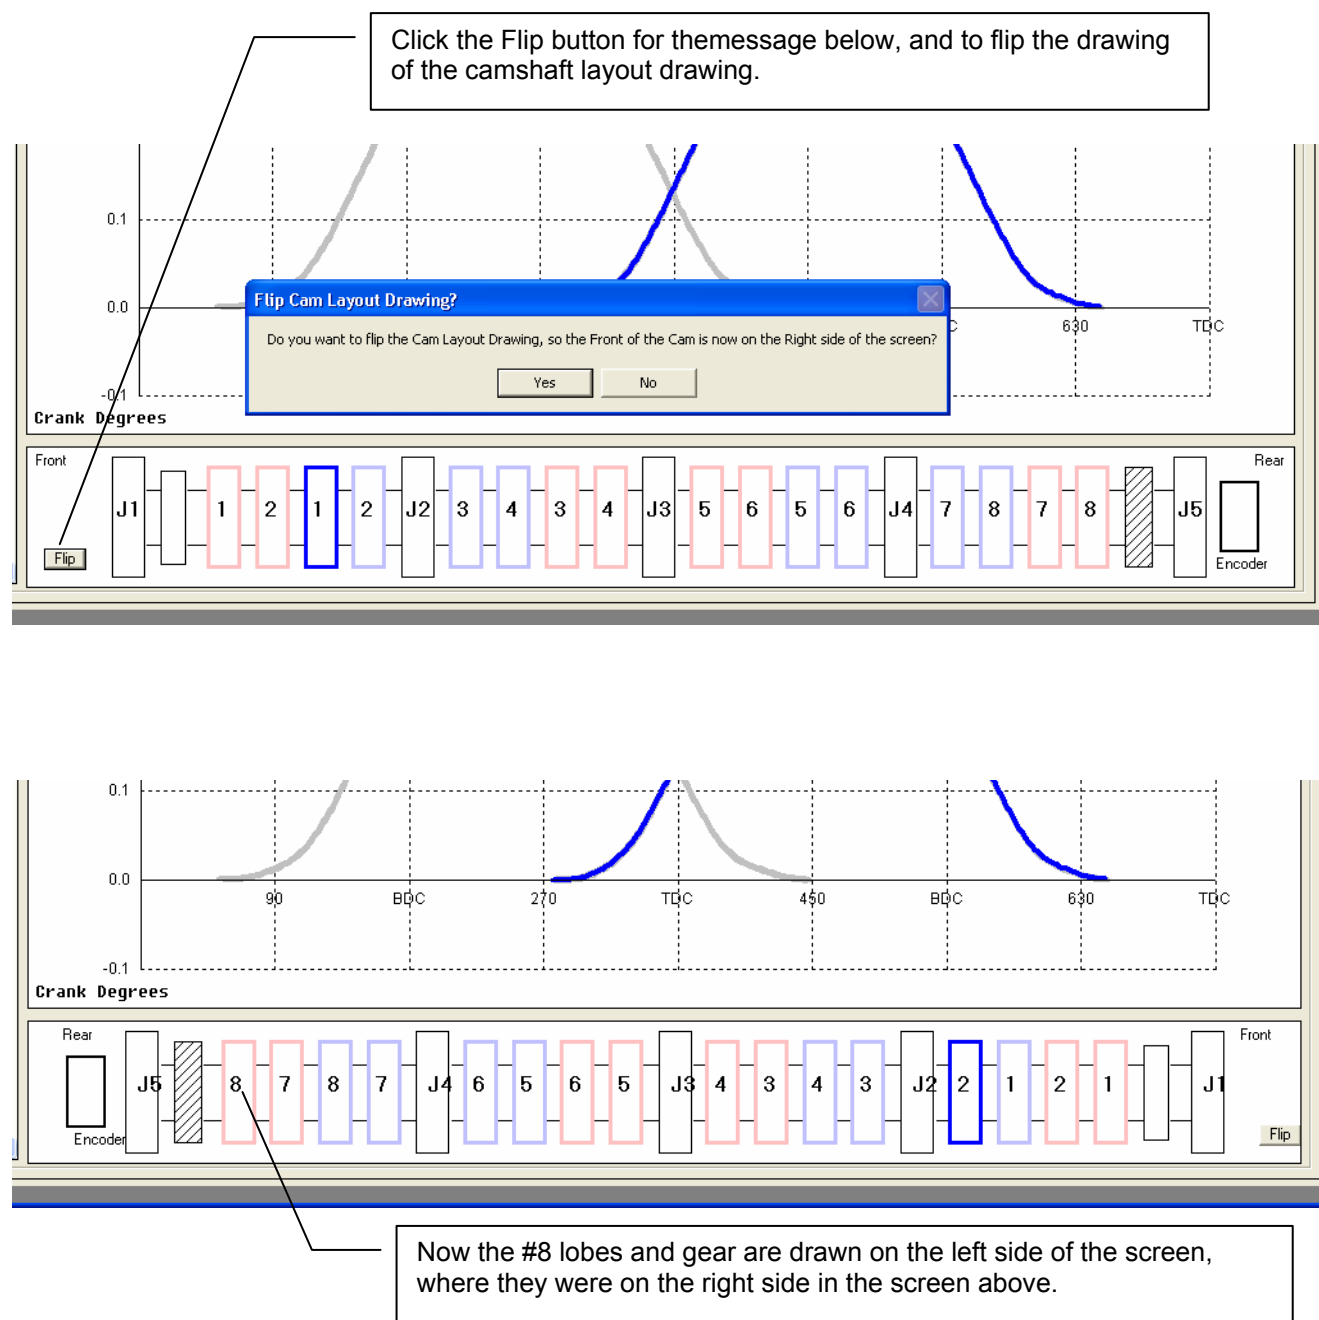 Click the Flip button for themessage below, and to flip the drawing
of the camshaft layout drawing.
0.1
0.0
Flip Cam Layout Drawing?
Do you want to flip the Cam Layout Drawing, so the Front of the Cam is now on the Right side of the screen?
Yes No
630 TDC
-0.1
Crank Degrees
Front Rear
J1 1 2 1 2 J2 3 4 3 4 J3 5 6 5 6 J4 7 8 7 8 J5
Flip Encoder
0.1
0.0
90 BDC 270 TDC 450 BDC 630 TDC
-0.1
Crank Degrees
Rear Front
J5 8 7 8 7 J4 6 5 6 5 J3 4 3 4 3 J2 2 1 2 1 J1
Encoder Flip
Now the #8 lobes and gear are drawn on the left side of the screen,
where they were on the right side in the screen above.